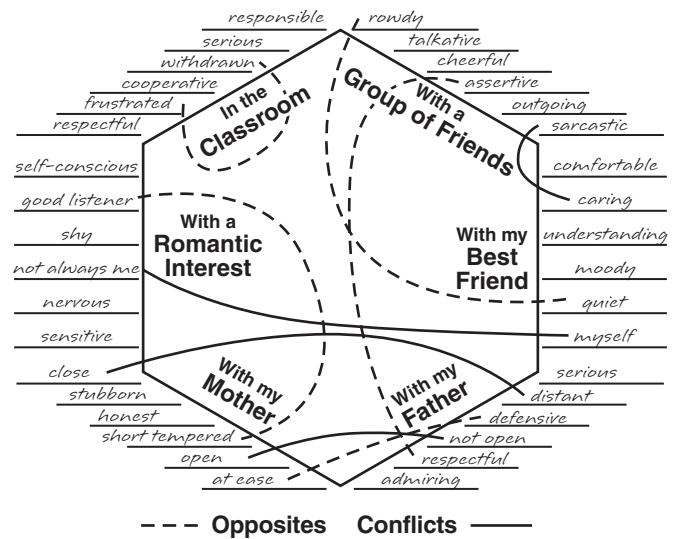 responsible
serious
withdrawn
cooperative
frustrated
respectful
In the
Classroom
rowdy
talkative
cheerful
assertive
outgoing
sarcastic
With a
Group of Friends
self-conscious
good listener
shy
not always me
nervous
sensitive
With a
Romantic
Interest
comfortable
caring
understanding
moody
quiet
myself
With my
Best
Friend
close
stubborn
honest
short tempered
open
at ease
With my
Mother
serious
distant
defensive
not open
respectful
admiring
With my
Father
Opposites Conflicts